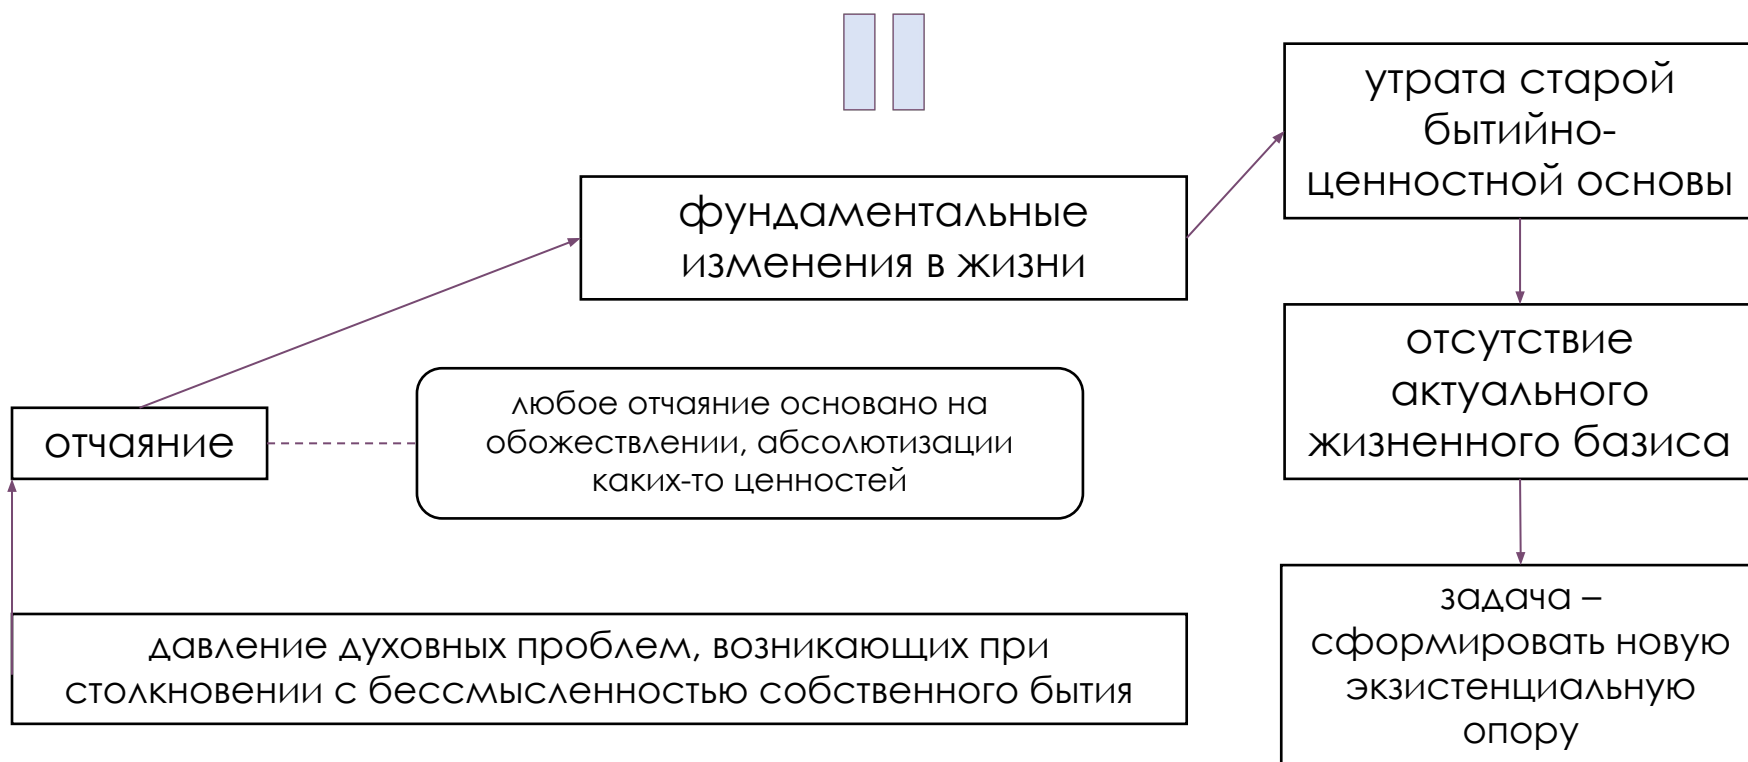 утрата старой
бытийно-
ценностной основы
фундаментальные
изменения в жизни
отсутствие
актуального
жизненного базиса
любое отчаяние основано на
обожествлении, абсолютизации
каких-то ценностей
отчаяние
задача –
сформировать новую
экзистенциальную
опору
давление духовных проблем, возникающих при
столкновении с бессмысленностью собственного бытия